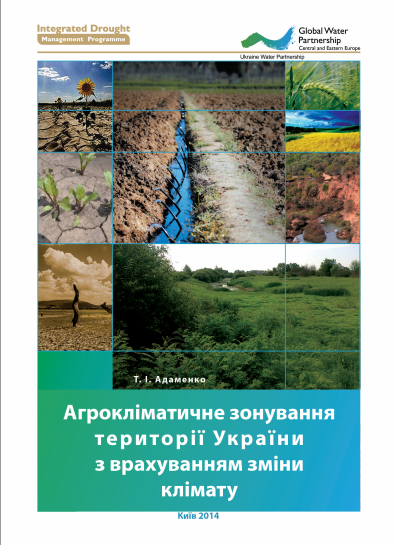 Integrated Drought
Management Programme
Global Water
Partnership
Central and Eastern Europe
Ukraine Water Partnership
Т. І. Адаменко
Агрокліматичне зонування
території України
з врахуванням зміни
клімату
Київ 2014